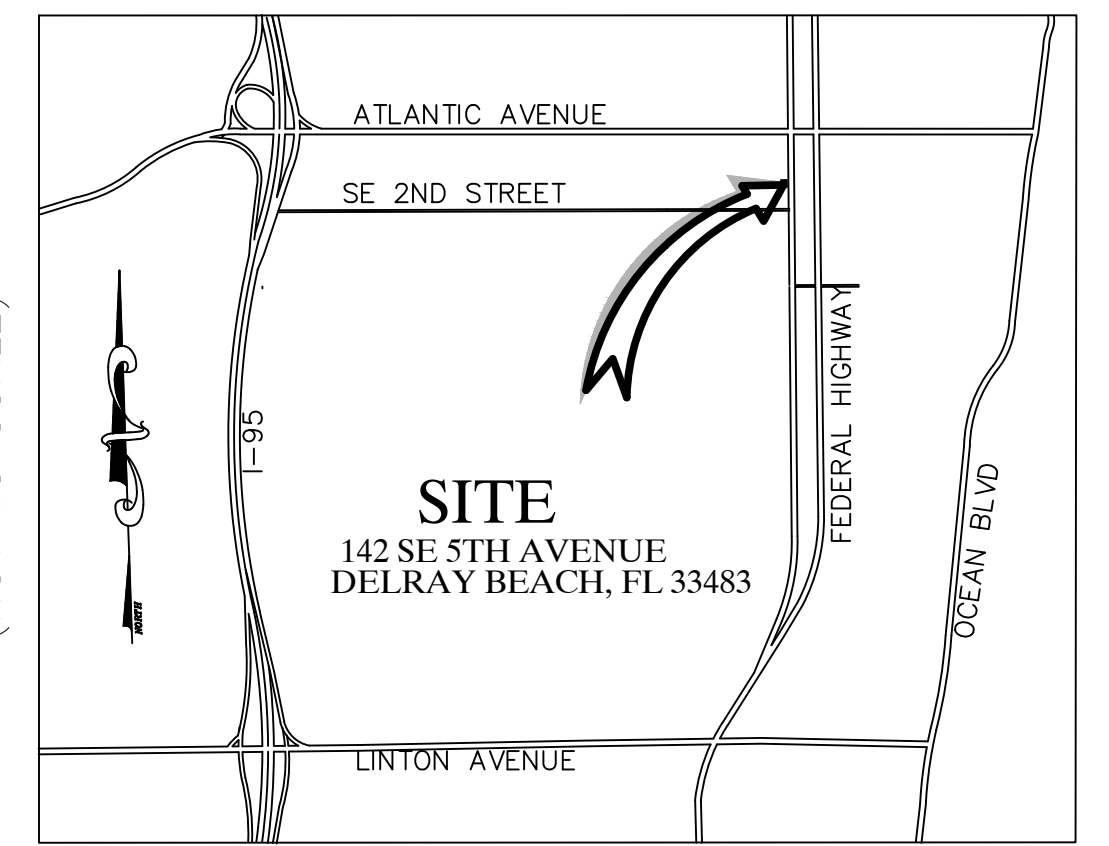 ATLANTIC AVENUE
SE 2ND STREET
FEDERAL HIGHWAY
I-95
OCEAN BLVD
SITE
142 SE 5TH AVENUE
DELRAY BEACH, FL 33483
NORTH
LINTON AVENUE